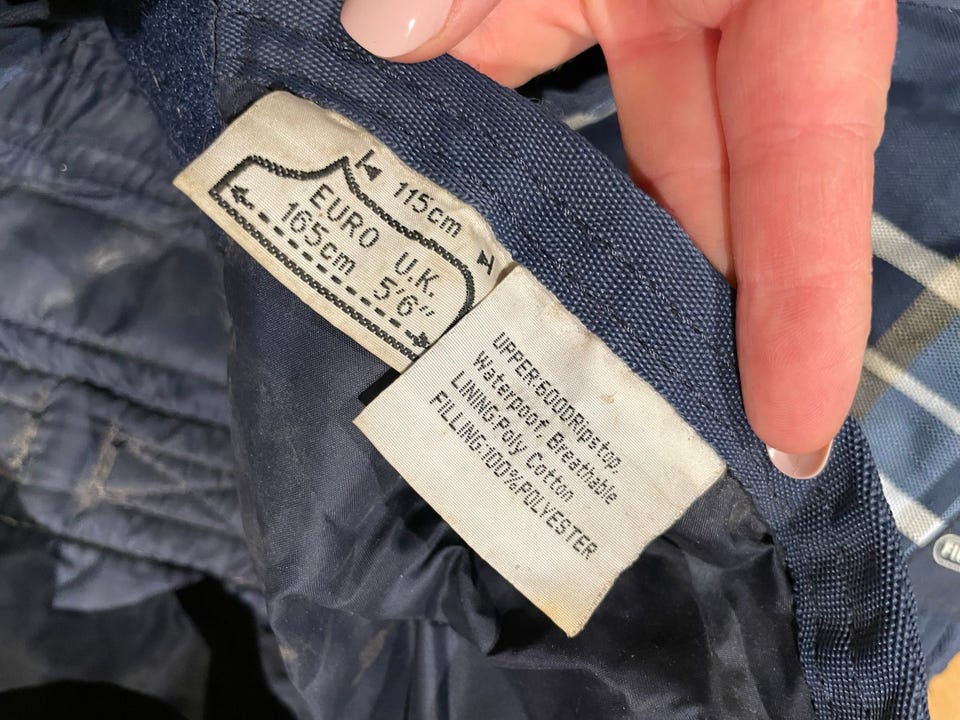 115cm
EURO U.K.
165cm 5'6"
UPPER:600DRipstop,
Waterpoof, Breathable
LINING:Poly Cotton
FILLING:100%POLYESTER